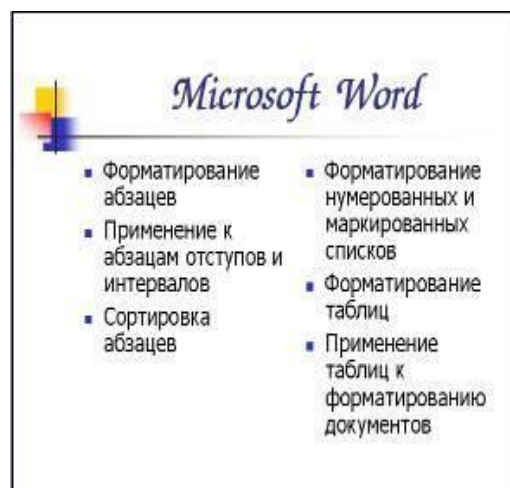 Microsoft Word
Форматирование
абзацев
Применение к
абзацам отступов и
интервалов
Сортировка
абзацев
Форматирование
нумерованных и
маркированных
списков
Форматирование
таблиц
Применение
таблиц к
форматированию
документов